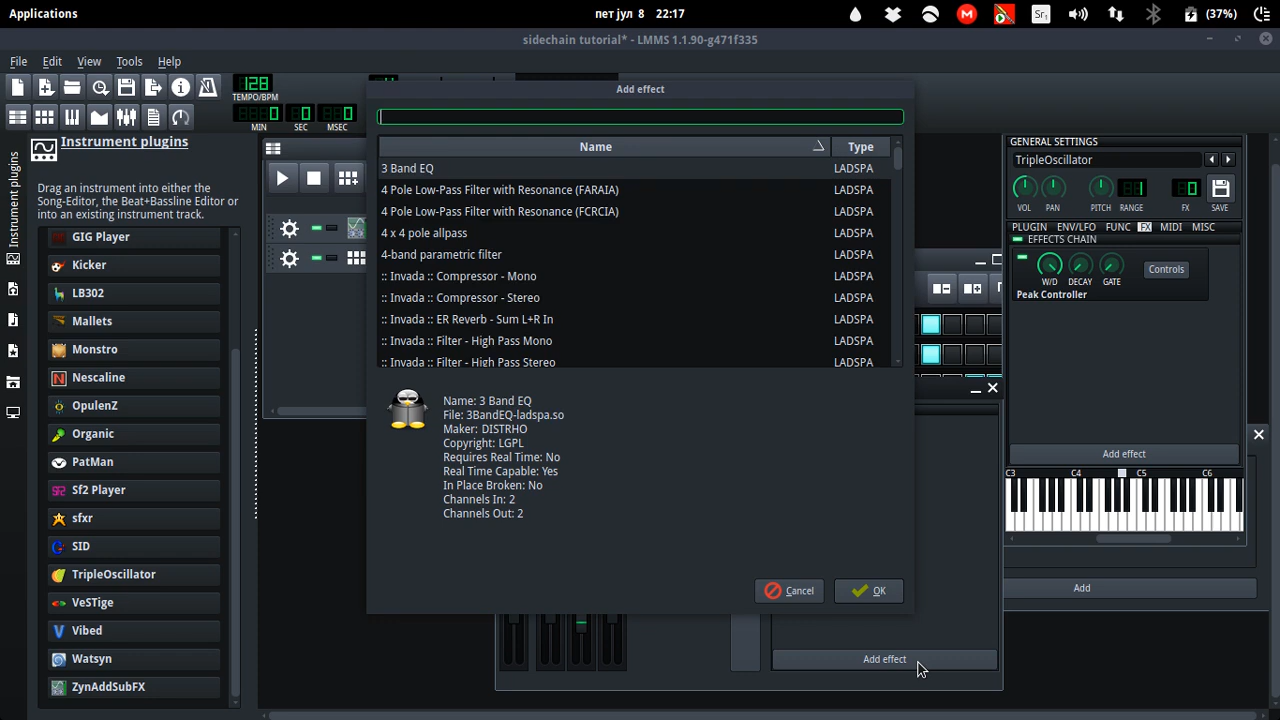 Applications
пет јул 8 22:17
Sr1
(37%)
sidechain tutorial* - LMMS 1.1.90-g471f335
File Edit View Tools Help
128
TEMPO/BPM
0 0 0
MIN SEC MSEC
Instrument plugins
Instrument plugins
Drag an instrument into either the
Song-Editor, the Beat+Bassline Editor or
into an existing instrument track.
GIG Player
Kicker
LB302
Mallets
Monstro
Nescaline
OpulenZ
Organic
PatMan
Sf2 Player
sfxr
SID
TripleOscillator
VeSTige
Vibed
Watsyn
ZynAddSubFX
Add effect
Name Type
3 Band EQ LADSPA
4 Pole Low-Pass Filter with Resonance (FARAIA) LADSPA
4 Pole Low-Pass Filter with Resonance (FCRCIA) LADSPA
4 x 4 pole allpass LADSPA
4-band parametric filter LADSPA
:: Invada :: Compressor - Mono LADSPA
:: Invada :: Compressor - Stereo LADSPA
:: Invada :: ER Reverb - Sum L+R In LADSPA
:: Invada :: Filter - High Pass Mono LADSPA
:: Invada :: Filter - High Pass Stereo LADSPA
Name: 3 Band EQ
File: 3BandEQ-ladspa.so
Maker: DISTRHO
Copyright: LGPL
Requires Real Time: No
Real Time Capable: Yes
In Place Broken: No
Channels In: 2
Channels Out: 2
Cancel OK
Add effect
GENERAL SETTINGS
TripleOscillator
1 0
VOL PAN PITCH RANGE FX SAVE
PLUGIN ENV/LFO FUNC FX MIDI MISC
EFFECTS CHAIN
Controls
W/D DECAY GATE
Peak Controller
Add effect
C3 C4 C5 C6
Add